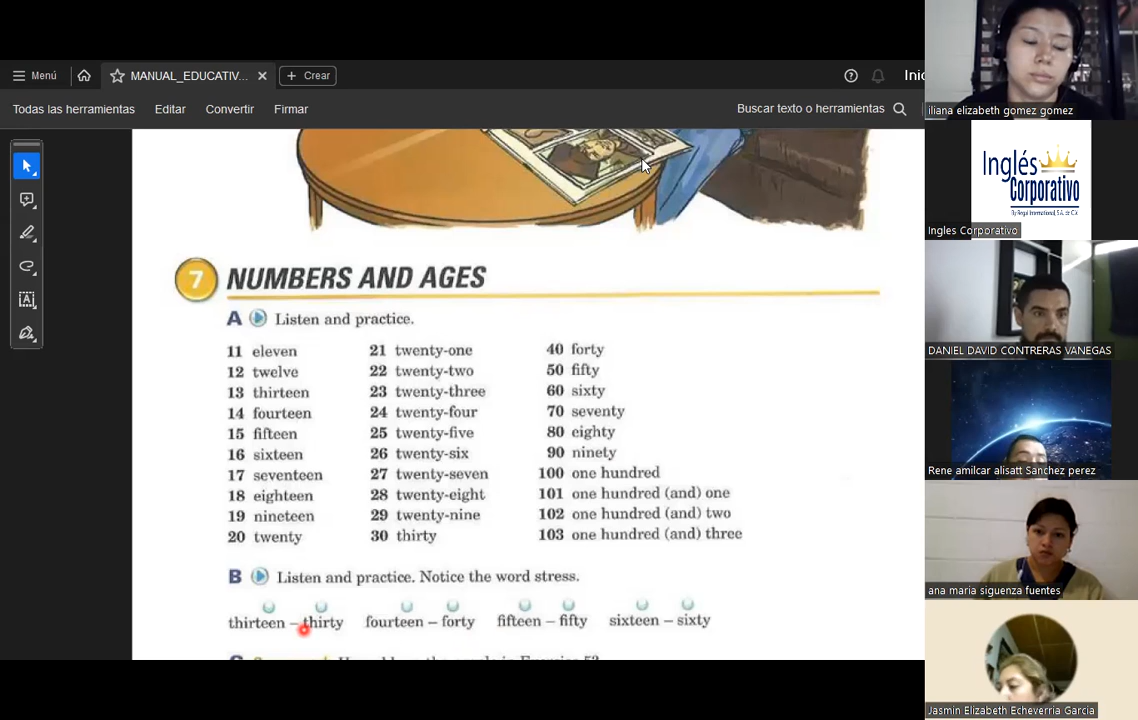 Menú
MANUAL_EDUCATIV...
Crear
Todas las herramientas
Editar
Convertir
Firmar
Buscar texto o herramientas
7 NUMBERS AND AGES
A Listen and practice.
11 eleven
12 twelve
13 thirteen
14 fourteen
15 fifteen
16 sixteen
17 seventeen
18 eighteen
19 nineteen
20 twenty
21 twenty-one
22 twenty-two
23 twenty-three
24 twenty-four
25 twenty-five
26 twenty-six
27 twenty-seven
28 twenty-eight
29 twenty-nine
30 thirty
40 forty
50 fifty
60 sixty
70 seventy
80 eighty
90 ninety
100 one hundred
101 one hundred (and) one
102 one hundred (and) two
103 one hundred (and) three
B Listen and practice. Notice the word stress.
thirteen – thirty fourteen – forty fifteen – fifty sixteen – sixty
iliana elizabeth gomez gomez
Inglés
Corporativo
Ingles Corporativo
DANIEL DAVID CONTRERAS VANEGAS
Rene amilcar alisatt Sanchez perez
ana maria siguenza fuentes
Jasmin Elizabeth Echeverria Garcia